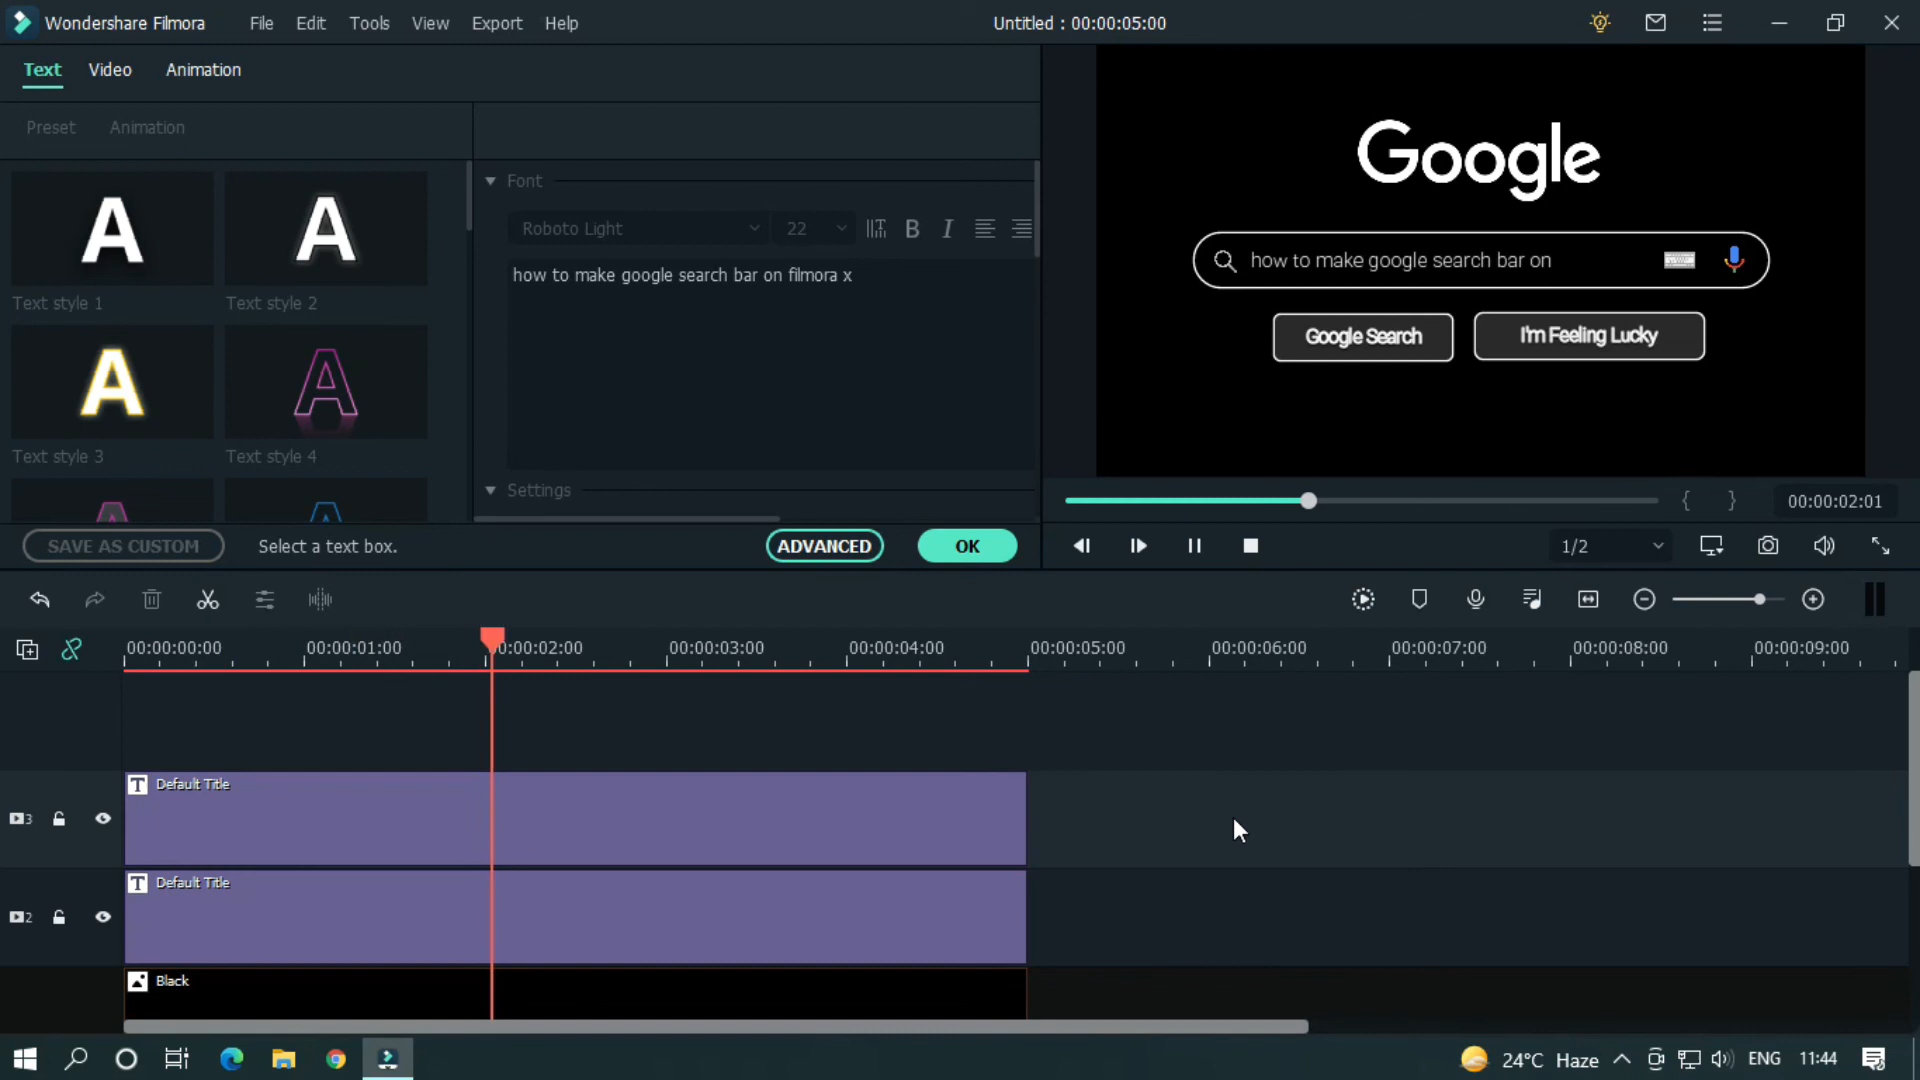 Wondershare Filmora File Edit Tools View Export Help Untitled : 00:00:05:00
Text Video Animation
Preset Animation
Font
Roboto Light 22 B I
how to make google search bar on filmora x
Text style 1 Text style 2
Text style 3 Text style 4
Settings
SAVE AS CUSTOM Select a text box. ADVANCED OK
Google
how to make google search bar on
Google Search I'm Feeling Lucky
{ } 00:00:02:01
1/2
00:00:00:00 00:00:01:00 00:00:02:00 00:00:03:00 00:00:04:00 00:00:05:00 00:00:06:00 00:00:07:00 00:00:08:00 00:00:09:00
T Default Title
3
T Default Title
2
Black
24°C Haze ENG 11:44